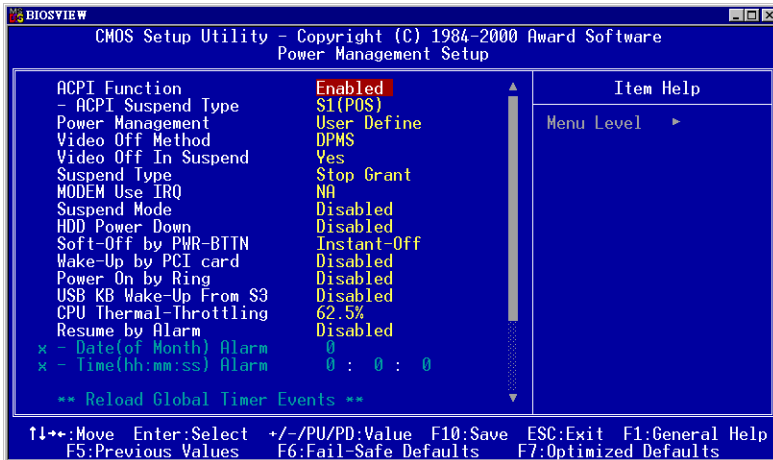 BIOSVIEW
CMOS Setup Utility - Copyright (C) 1984-2000 Award Software
Power Management Setup
ACPI Function Enabled
- ACPI Suspend Type S1(POS)
Power Management User Define
Video Off Method DPMS
Video Off In Suspend Yes
Suspend Type Stop Grant
MODEM Use IRQ NA
Suspend Mode Disabled
HDD Power Down Disabled
Soft-Off by PWR-BTTN Instant-Off
Wake-Up by PCI card Disabled
Power On by Ring Disabled
USB KB Wake-Up From S3 Disabled
CPU Thermal-Throttling 62.5%
Resume by Alarm Disabled
x - Date(of Month) Alarm 0
x - Time(hh:mm:ss) Alarm 0 : 0 : 0
** Reload Global Timer Events **
Item Help
Menu Level ►
↑↓→←:Move Enter:Select +/-/PU/PD:Value F10:Save ESC:Exit F1:General Help
F5:Previous Values F6:Fail-Safe Defaults F7:Optimized Defaults